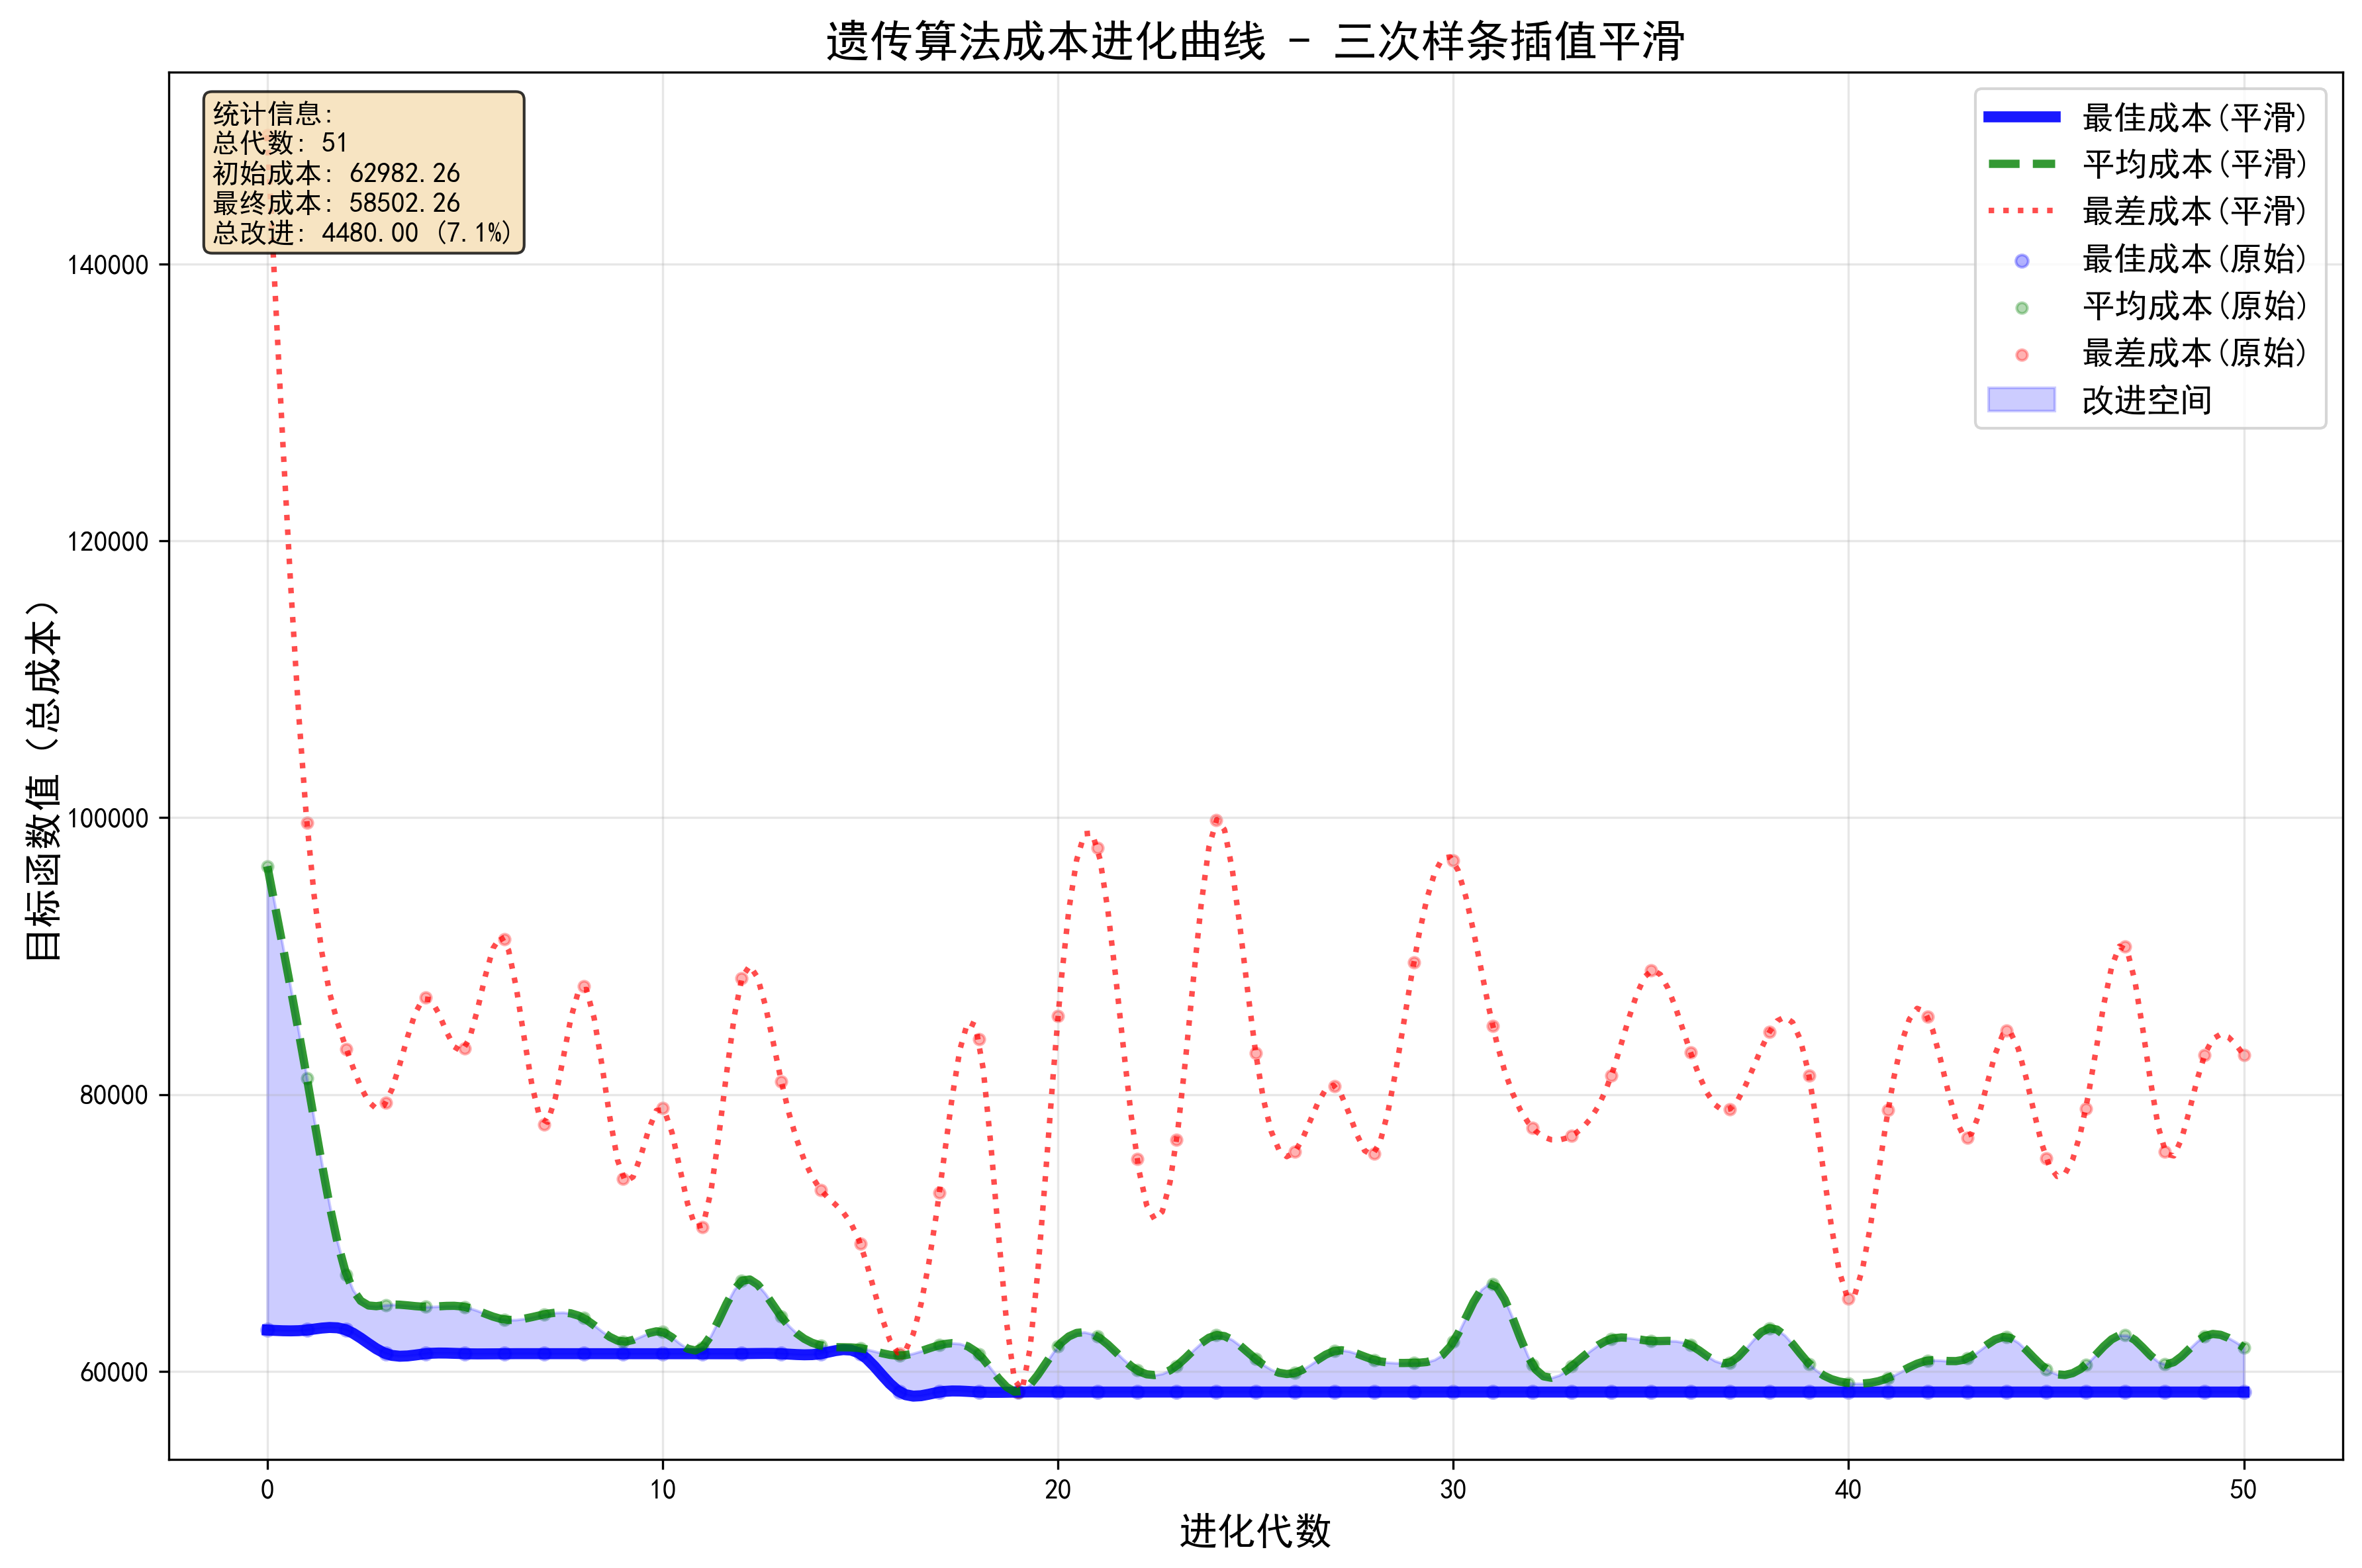 遗传算法成本进化曲线 - 三次样条插值平滑
统计信息:
总代数: 51
初始成本: 62982.26
最终成本: 58502.26
总改进: 4480.00 (7.1%)
最佳成本(平滑)
平均成本(平滑)
最差成本(平滑)
最佳成本(原始)
平均成本(原始)
最差成本(原始)
改进空间
目标函数值 (总成本)
140000
120000
100000
80000
60000
0
10
20
30
40
50
进化代数